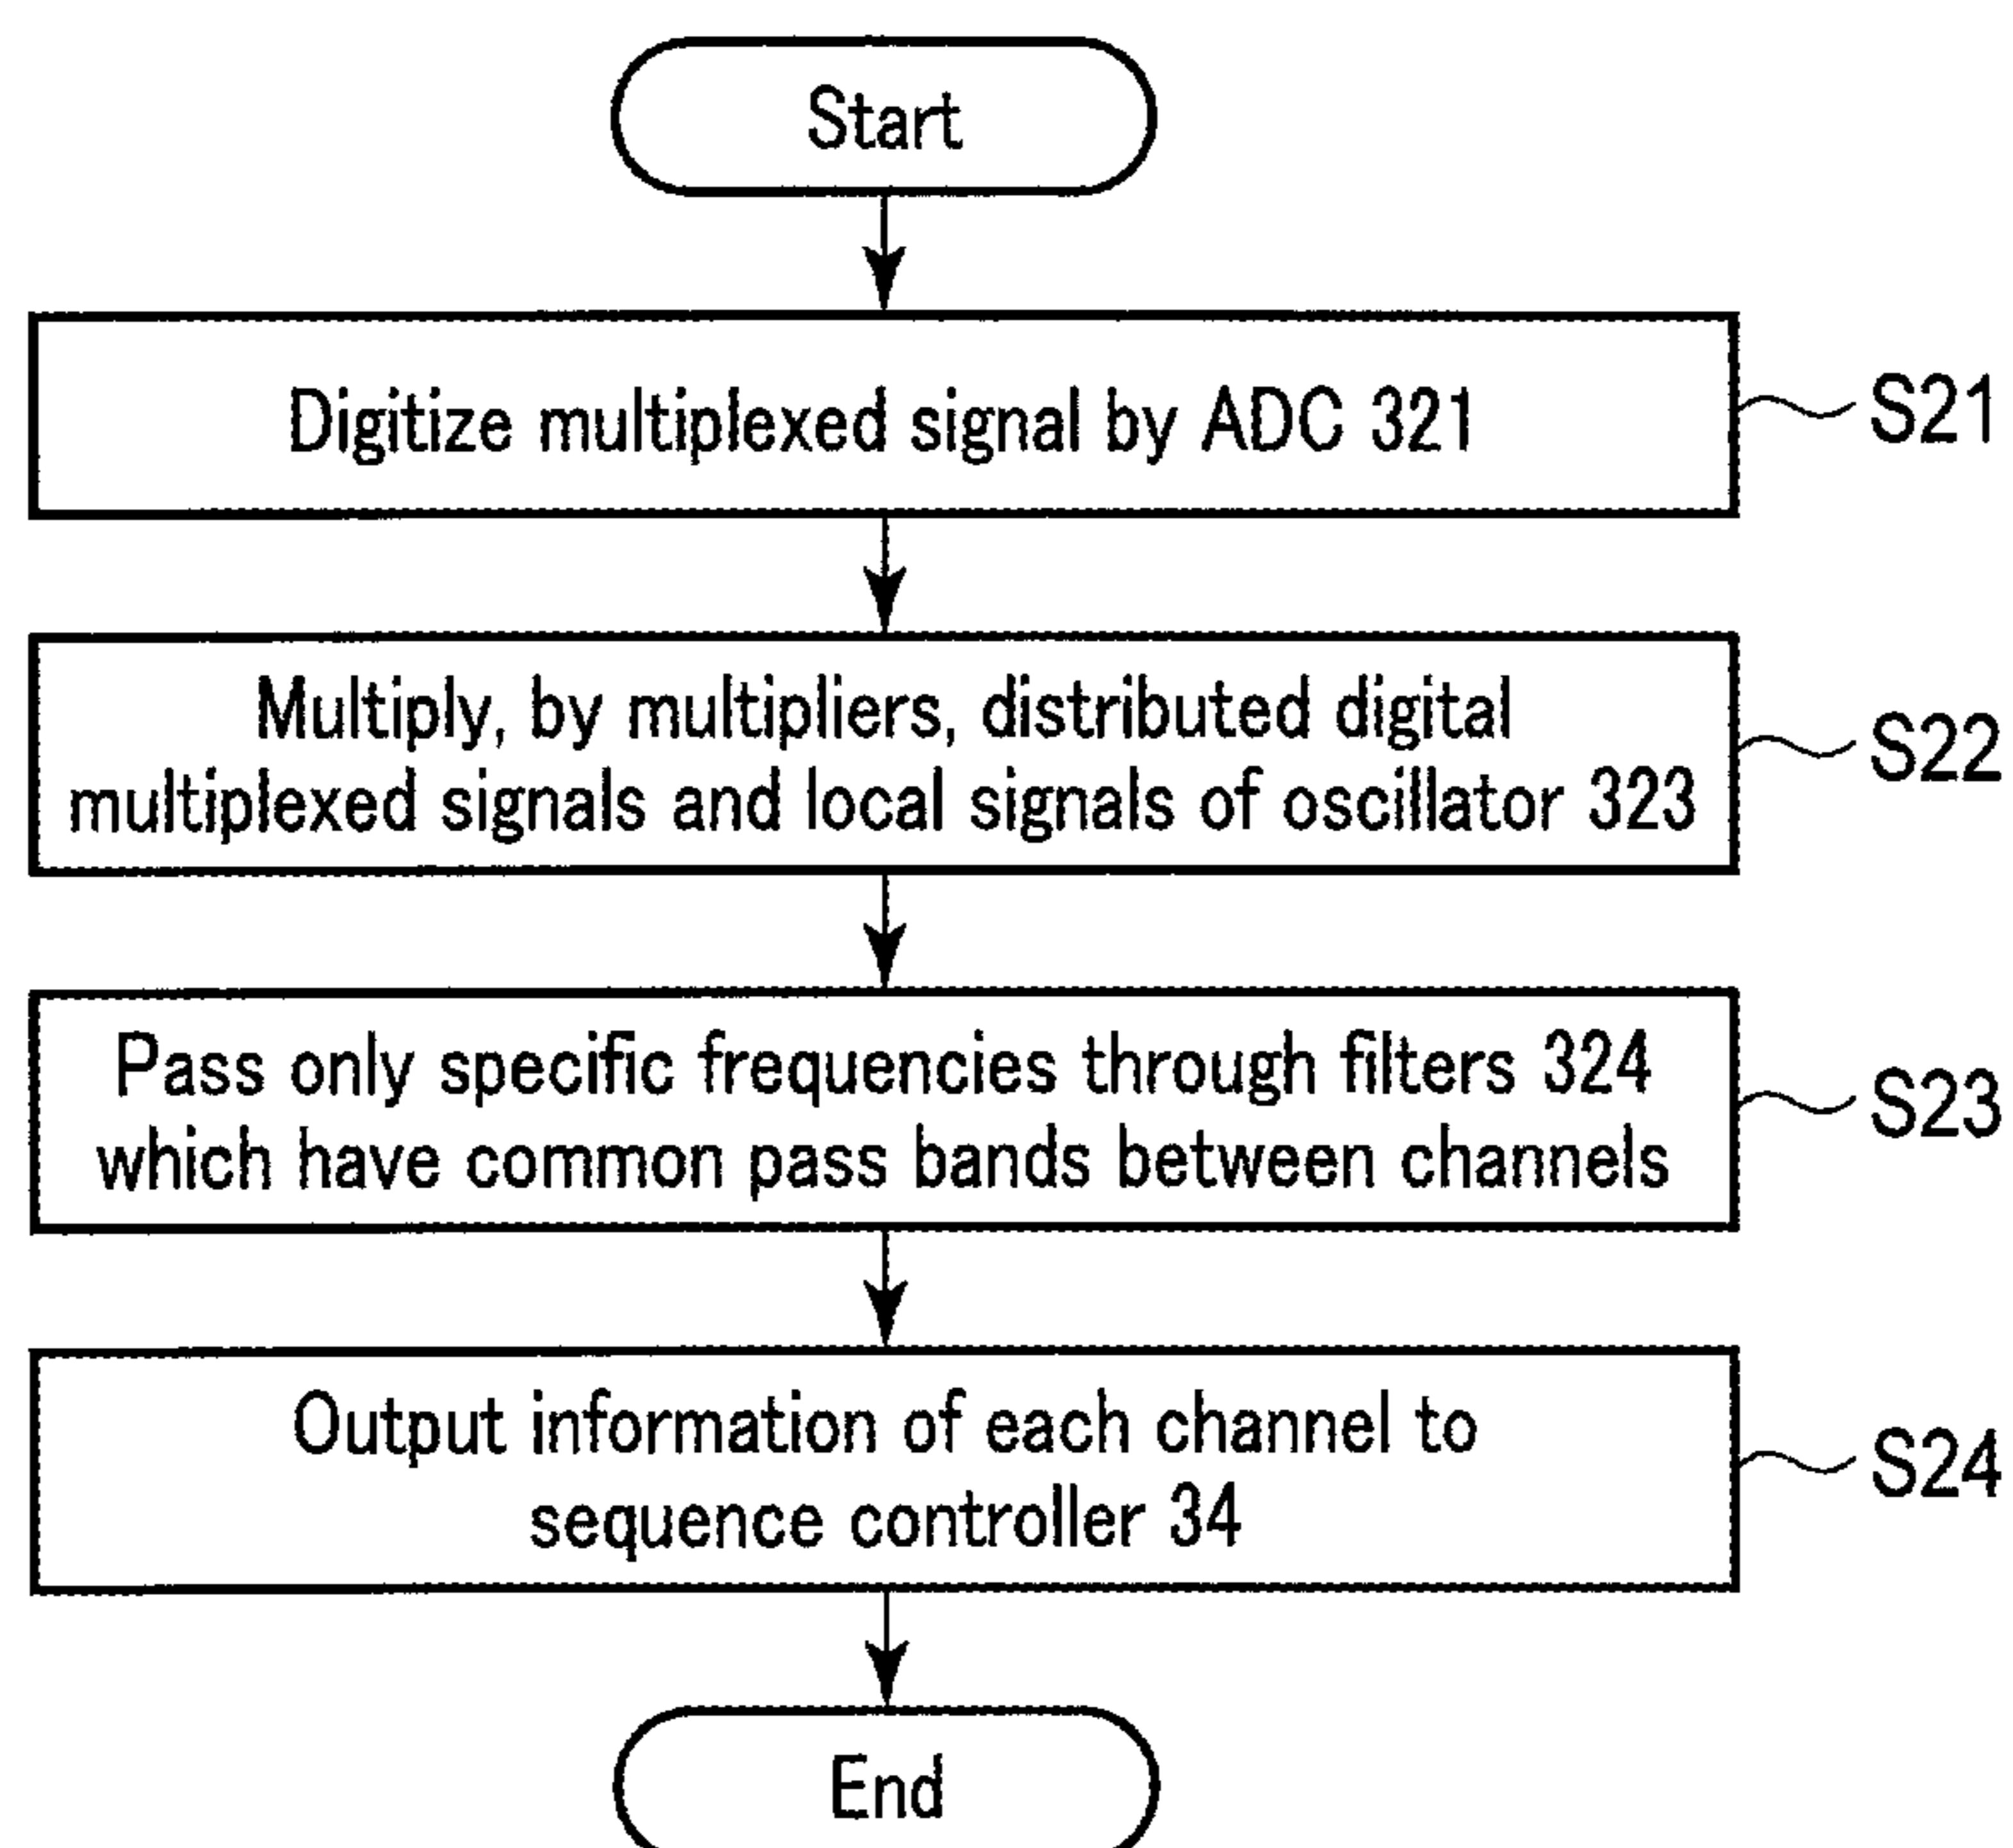 Start
Digitize multiplexed signal by ADC 321
S21
Multiply, by multipliers, distributed digital
multiplexed signals and local signals of oscillator 323
S22
Pass only specific frequencies through filters 324
which have common pass bands between channels
S23
Output information of each channel to
sequence controller 34
S24
End